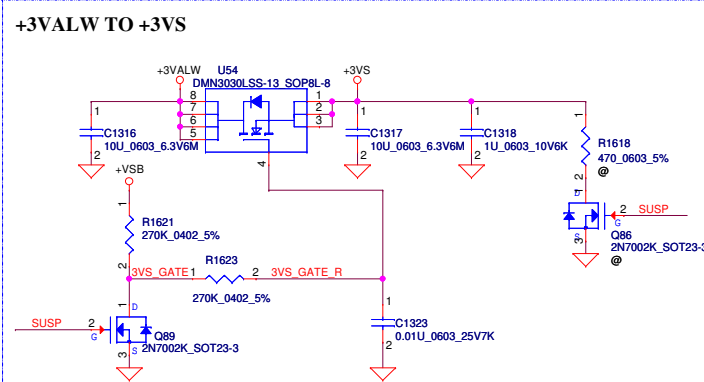 +3VALW TO +3VS
+3VALW
U54
DMN3030LSS-13_SOP8L-8
+3VS
8
7
6
5
1
2
3
4
1
C1316
10U_0603_6.3V6M
2
1
C1317
10U_0603_6.3V6M
2
1
C1318
1U_0603_10V6K
2
1
R1618
470_0603_5%
@
2
+VSB
1
R1621
270K_0402_5%
2
1
D
2
SUSP
G
S
3
Q86
2N7002K_SOT23-3
@
R1623
3VS_GATE
1
2
3VS_GATE_R
270K_0402_5%
1
D
SUSP
2
G
Q89
2N7002K_SOT23-3
S
3
1
C1323
0.01U_0603_25V7K
2